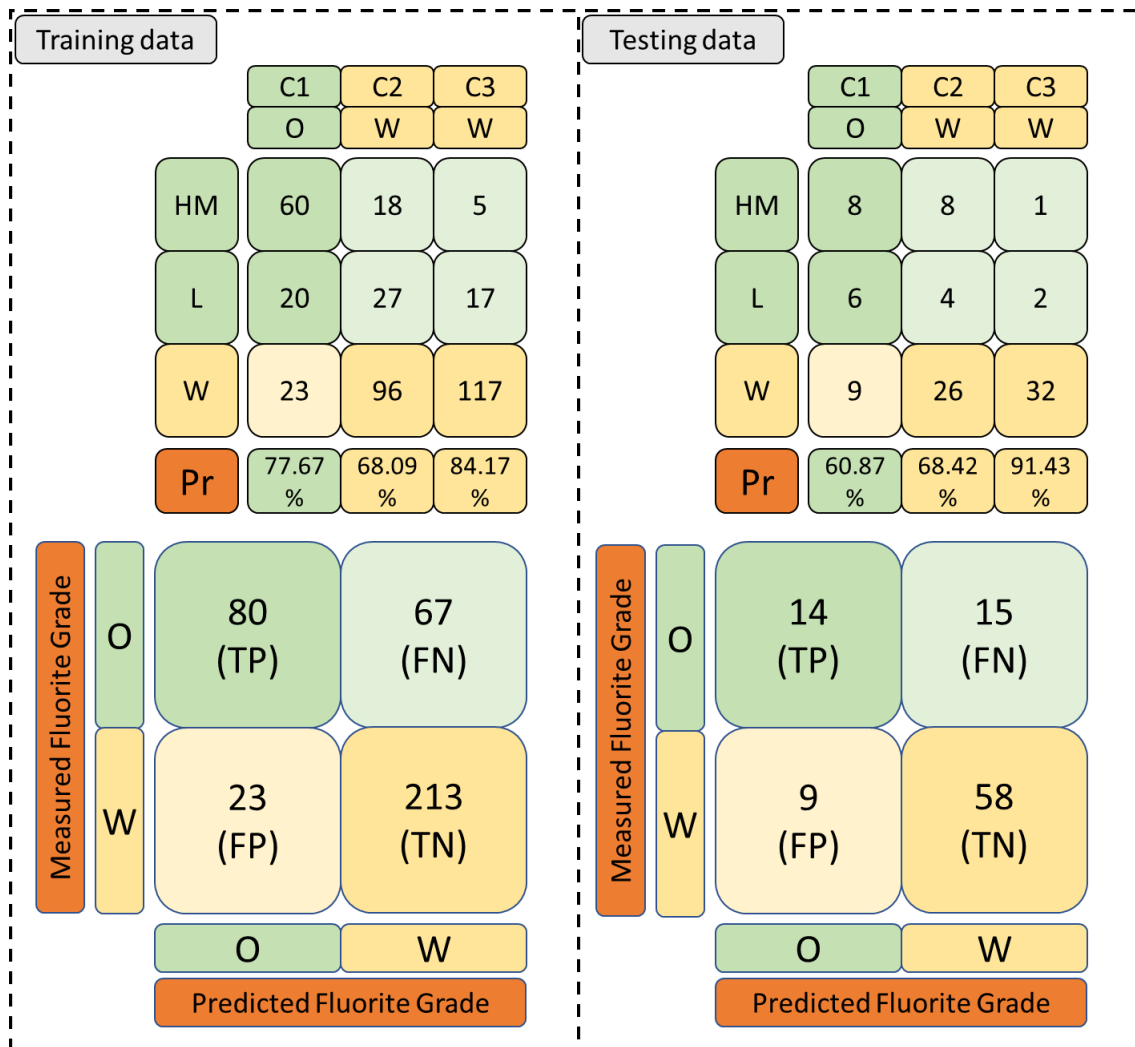 Training data
C1 C2 C3
O W W
HM 60 18 5
L 20 27 17
W 23 96 117
Pr 77.67 % 68.09 % 84.17 %
Measured Fluorite Grade
O 80 (TP) 67 (FN)
W 23 (FP) 213 (TN)
O W
Predicted Fluorite Grade
Testing data
C1 C2 C3
O W W
HM 8 8 1
L 6 4 2
W 9 26 32
Pr 60.87 % 68.42 % 91.43 %
Measured Fluorite Grade
O 14 (TP) 15 (FN)
W 9 (FP) 58 (TN)
O W
Predicted Fluorite Grade